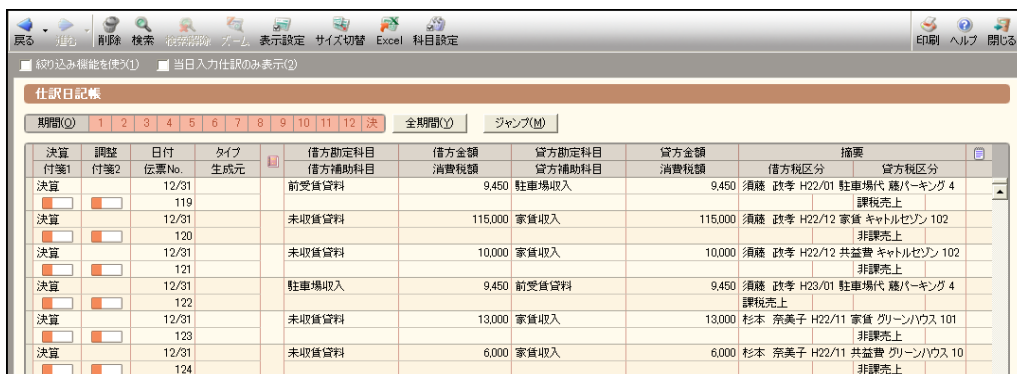 戻る 進む 削除 検索 検索解除 ズーム 表示設定 サイズ切替 Excel 科目設定 印刷 ヘルプ 閉じる
絞り込み機能を使う(1) 当日入力仕訳のみ表示(2)
仕訳日記帳
期間(O) 1 2 3 4 5 6 7 8 9 10 11 12 決 全期間(Y) ジャンプ(M)
決算 調整 日付 タイプ 借方勘定科目 借方金額 貸方勘定科目 貸方金額 摘要
付箋1 付箋2 伝票No. 生成元 借方補助科目 消費税額 貸方補助科目 消費税額 借方税区分 貸方税区分
決算 12/31 前受賃貸料 9,450 駐車場収入 9,450 須藤 政孝 H22/01 駐車場代 藤パーキング 4
119 課税売上
決算 12/31 未収賃貸料 115,000 家賃収入 115,000 須藤 政孝 H22/12 家賃 キャトルセゾン 102
120 非課売上
決算 12/31 未収賃貸料 10,000 家賃収入 10,000 須藤 政孝 H22/12 共益費 キャトルセゾン 102
121 非課売上
決算 12/31 駐車場収入 9,450 前受賃貸料 9,450 須藤 政孝 H23/01 駐車場代 藤パーキング 4
122 課税売上
決算 12/31 未収賃貸料 13,000 家賃収入 13,000 杉本 奈美子 H22/11 家賃 グリーンハウス 101
123 非課売上
決算 12/31 未収賃貸料 6,000 家賃収入 6,000 杉本 奈美子 H22/11 共益費 グリーンハウス 10
124 非課売上